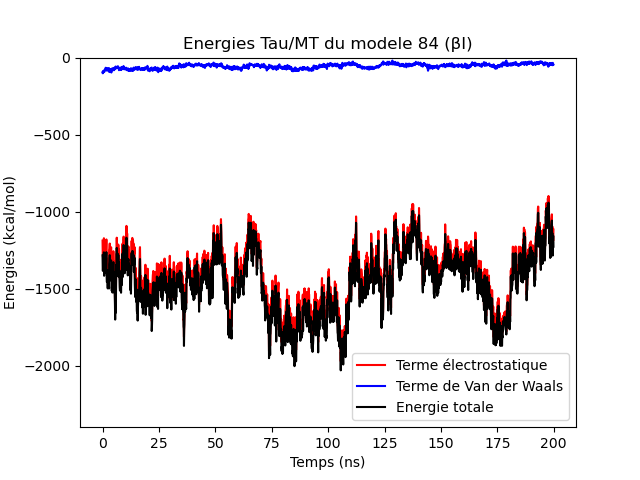 Energies Tau/MT du modele 84 (βI)
0
−500
−1000
−1500
−2000
Energies (kcal/mol)
Terme électrostatique
Terme de Van der Waals
Energie totale
0 25 50 75 100 125 150 175 200
Temps (ns)